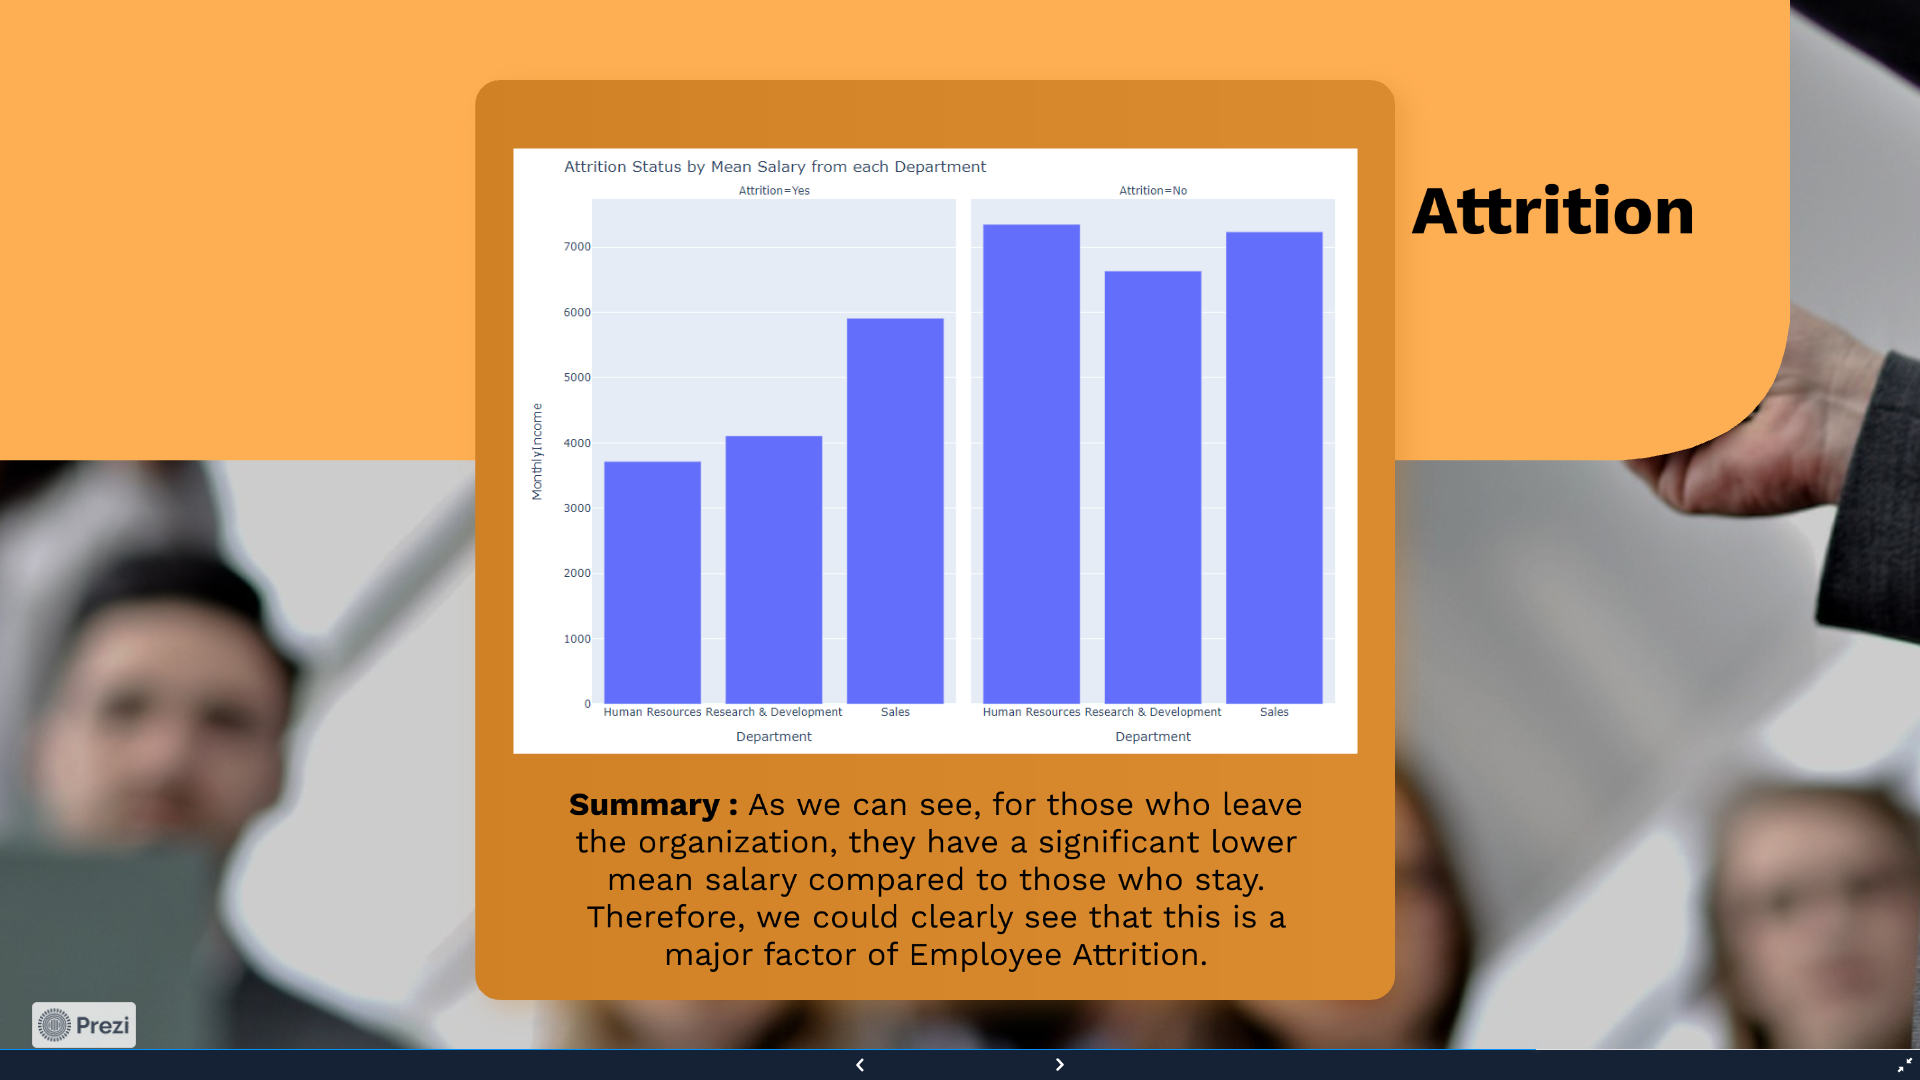 Attrition
Attrition Status by Mean Salary from each Department
Attrition=Yes
Attrition=No
MonthlyIncome
7000
6000
5000
4000
3000
2000
1000
0
Human Resources Research & Development Sales
Human Resources Research & Development Sales
Department
Department
Summary : As we can see, for those who leave
the organization, they have a significant lower
mean salary compared to those who stay.
Therefore, we could clearly see that this is a
major factor of Employee Attrition.
Prezi